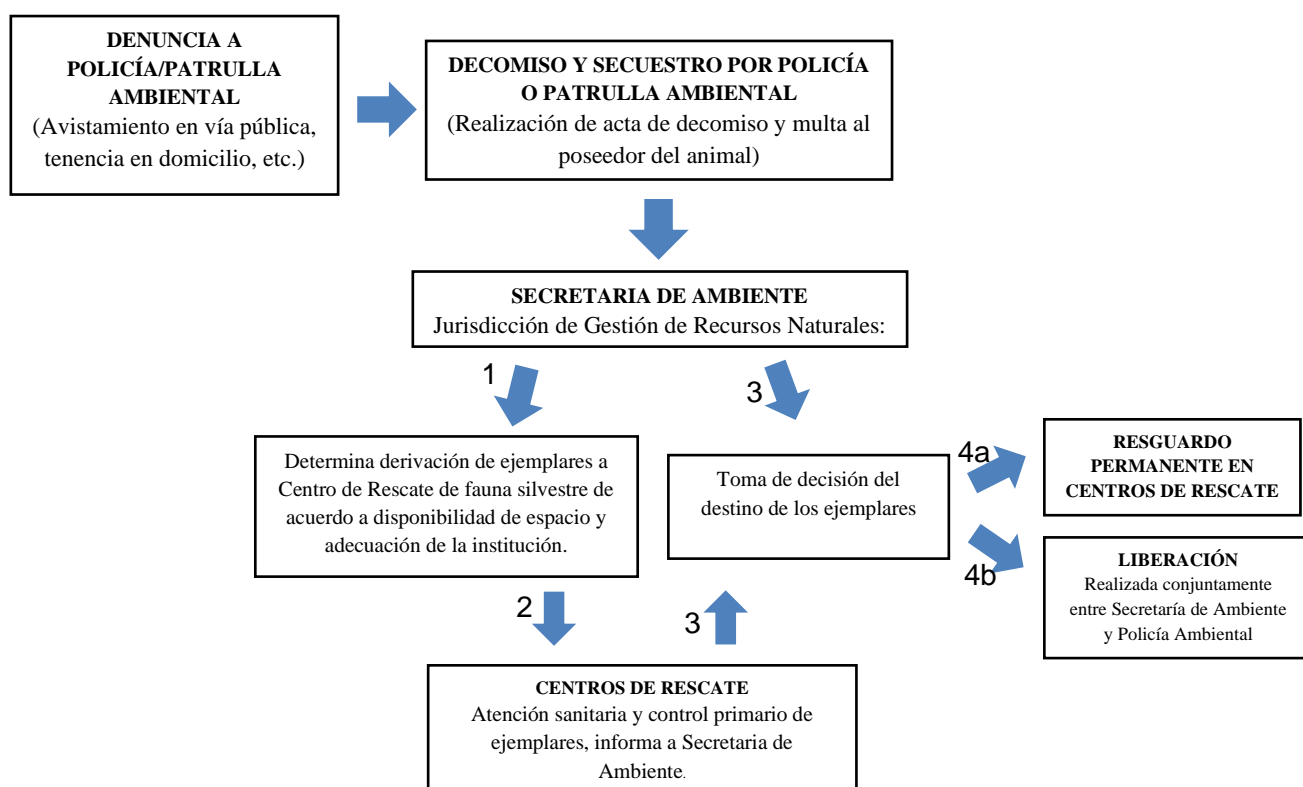 DENUNCIA A
POLICÍA/PATRULLA
AMBIENTAL
(Avistamiento en vía pública,
tenencia en domicilio, etc.)
DECOMISO Y SECUESTRO POR POLICÍA
O PATRULLA AMBIENTAL
(Realización de acta de decomiso y multa al
poseedor del animal)
SECRETARIA DE AMBIENTE
Jurisdicción de Gestión de Recursos Naturales:
1
3
Determina derivación de ejemplares a
Centro de Rescate de fauna silvestre de
acuerdo a disponibilidad de espacio y
adecuación de la institución.
Toma de decisión del
destino de los ejemplares
4a
RESGUARDO
PERMANENTE EN
CENTROS DE RESCATE
4b
LIBERACIÓN
Realizada conjuntamente
entre Secretaría de Ambiente
y Policía Ambiental
2
3
CENTROS DE RESCATE
Atención sanitaria y control primario de
ejemplares, informa a Secretaria de
Ambiente.